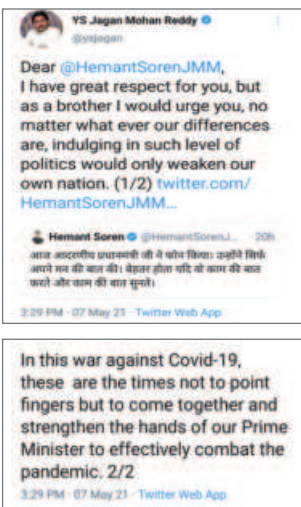 YS Jagan Mohan Reddy
@ysjagan
Dear @HemantSorenJMM,
I have great respect for you, but
as a brother I would urge you, no
matter what ever our differences
are, indulging in such level of
politics would only weaken our
own nation. (1/2) twitter.com/
HemantSorenJMM...
Hemant Soren @HemantSorenJ... 20h
आज आदरणीय प्रधानमंत्री जी ने फोन किया। उन्होंने सिर्फ
अपने मन की बात की। बेहतर होता यदि वो काम की बात
करते और काम की बात सुनते।
3:29 PM · 07 May 21 · Twitter Web App
In this war against Covid-19,
these are the times not to point
fingers but to come together and
strengthen the hands of our Prime
Minister to effectively combat the
pandemic. 2/2
3:29 PM · 07 May 21 · Twitter Web App